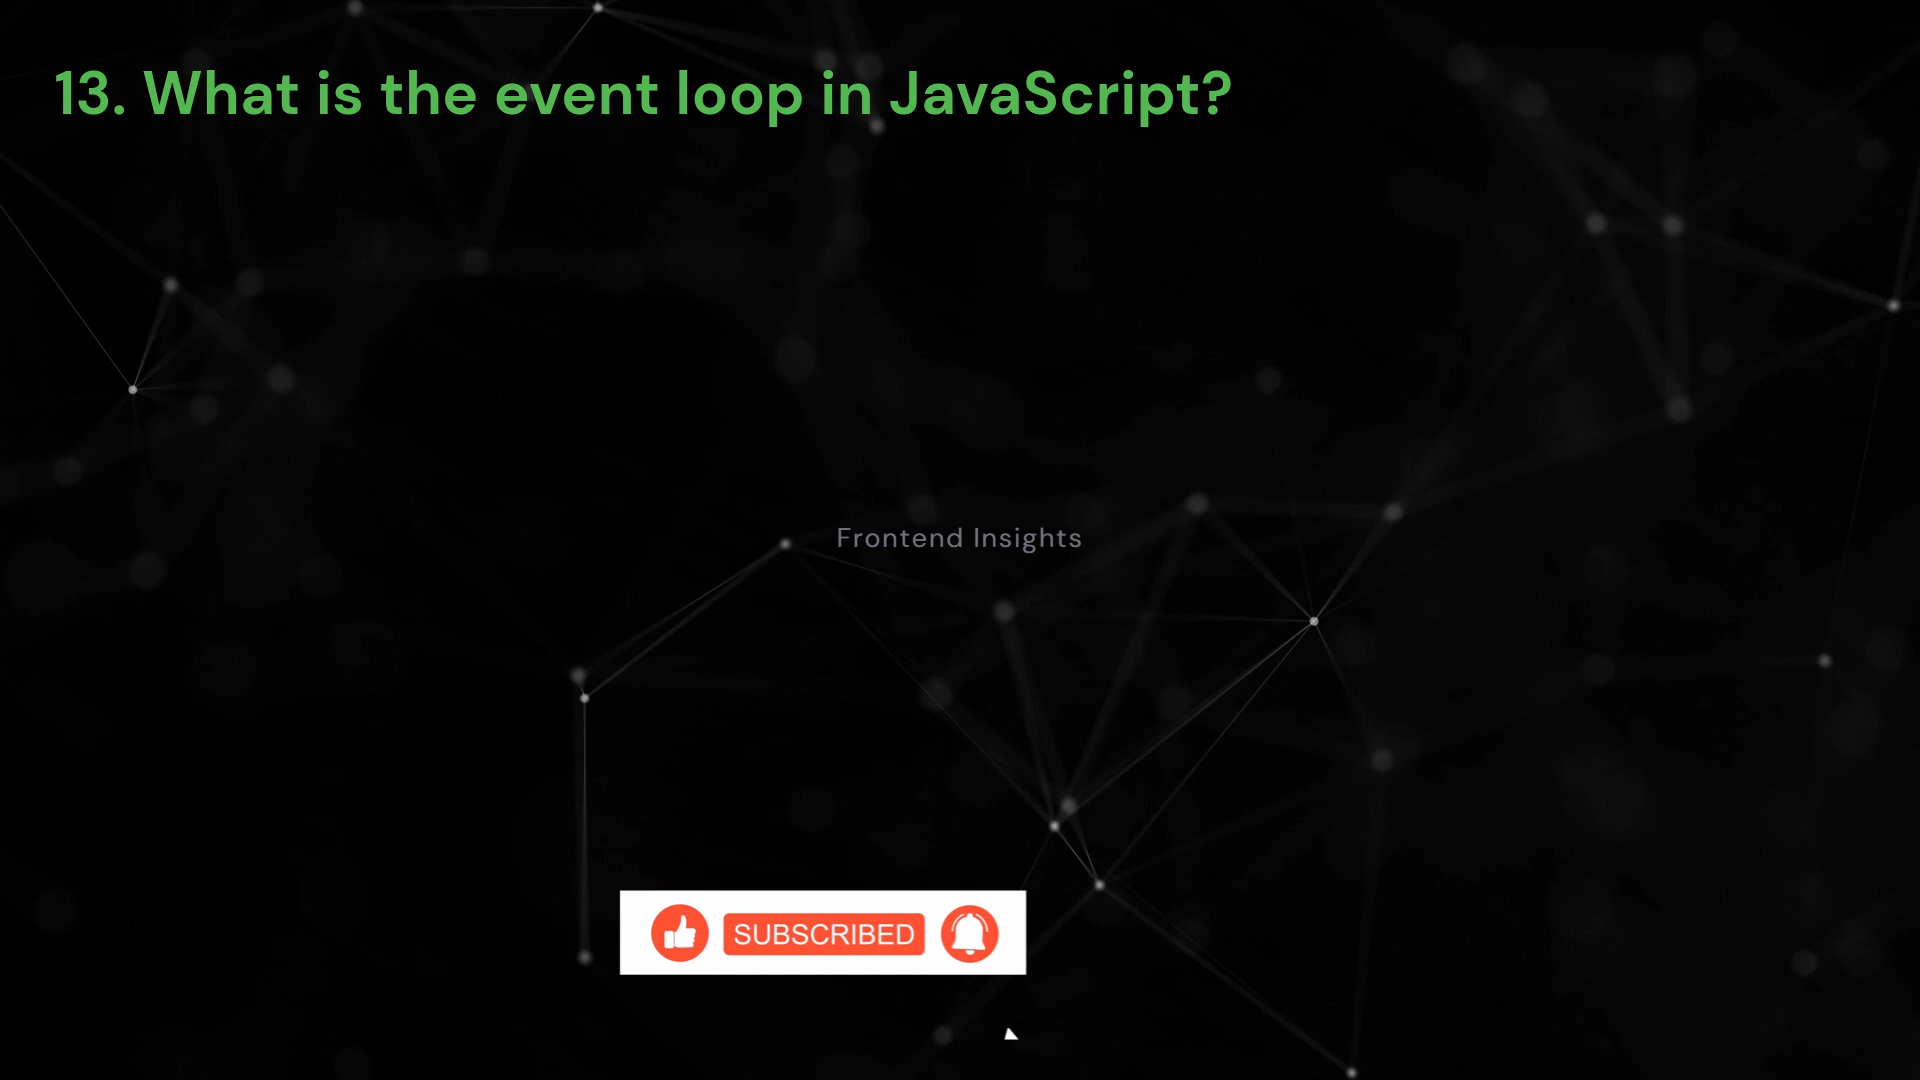 13. What is the event loop in JavaScript?
Frontend Insights
SUBSCRIBED